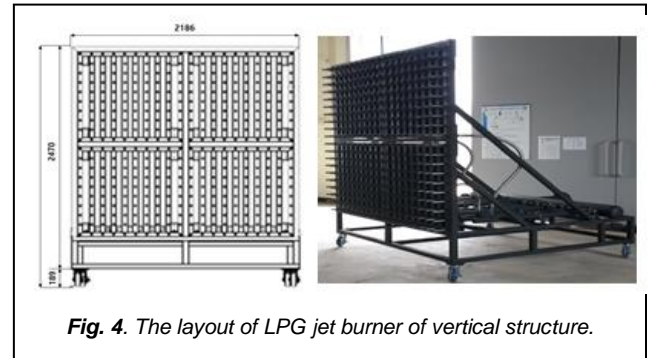 2186
2470
189
Fig. 4. The layout of LPG jet burner of vertical structure.